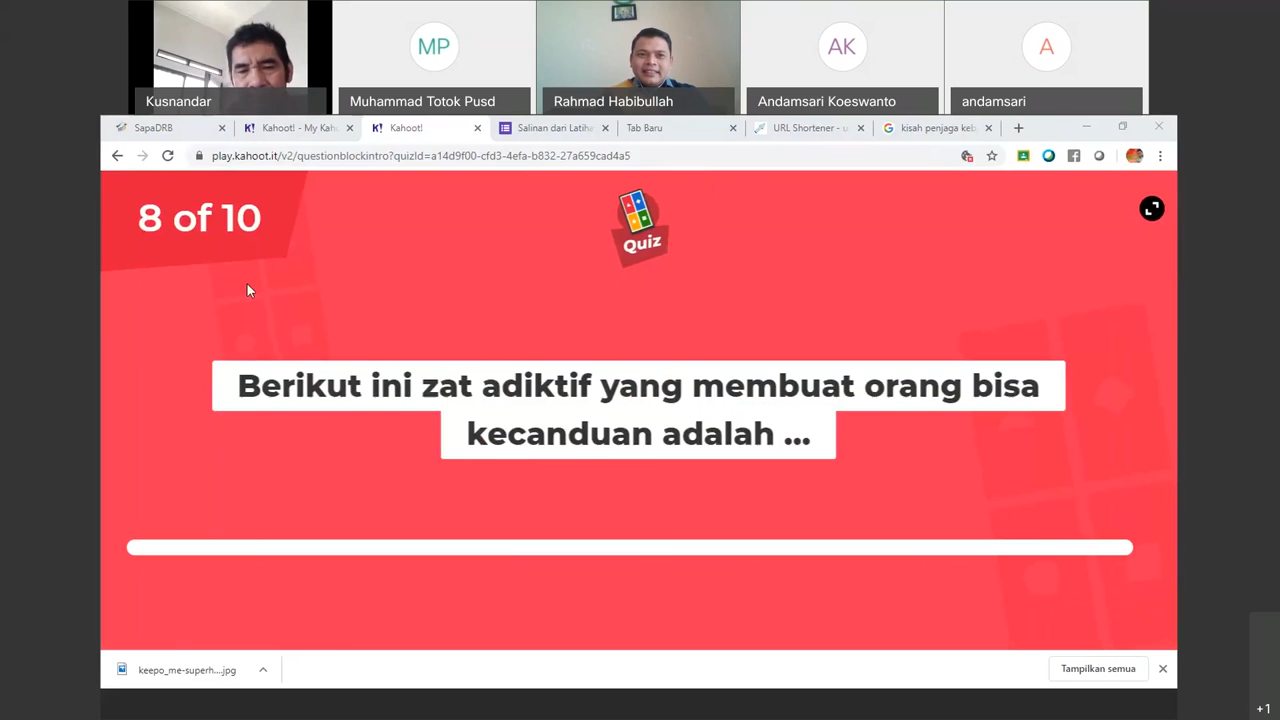 MP
AK
A
Kusnandar
Muhammad Totok Pusd
Rahmad Habibullah
Andamsari Koeswanto
andamsari
SapaDRB
K! Kahoot! - My Kaho
K! Kahoot!
Salinan dari Latiha
Tab Baru
URL Shortener - u
G kisah penjaga keb
play.kahoot.it/v2/questionblockintro?quizId=a14d9f00-cfd3-4efa-b832-27a659cad4a5
8 of 10
Quiz
Berikut ini zat adiktif yang membuat orang bisa
kecanduan adalah ...
keepo_me-superh....jpg
Tampilkan semua
+1